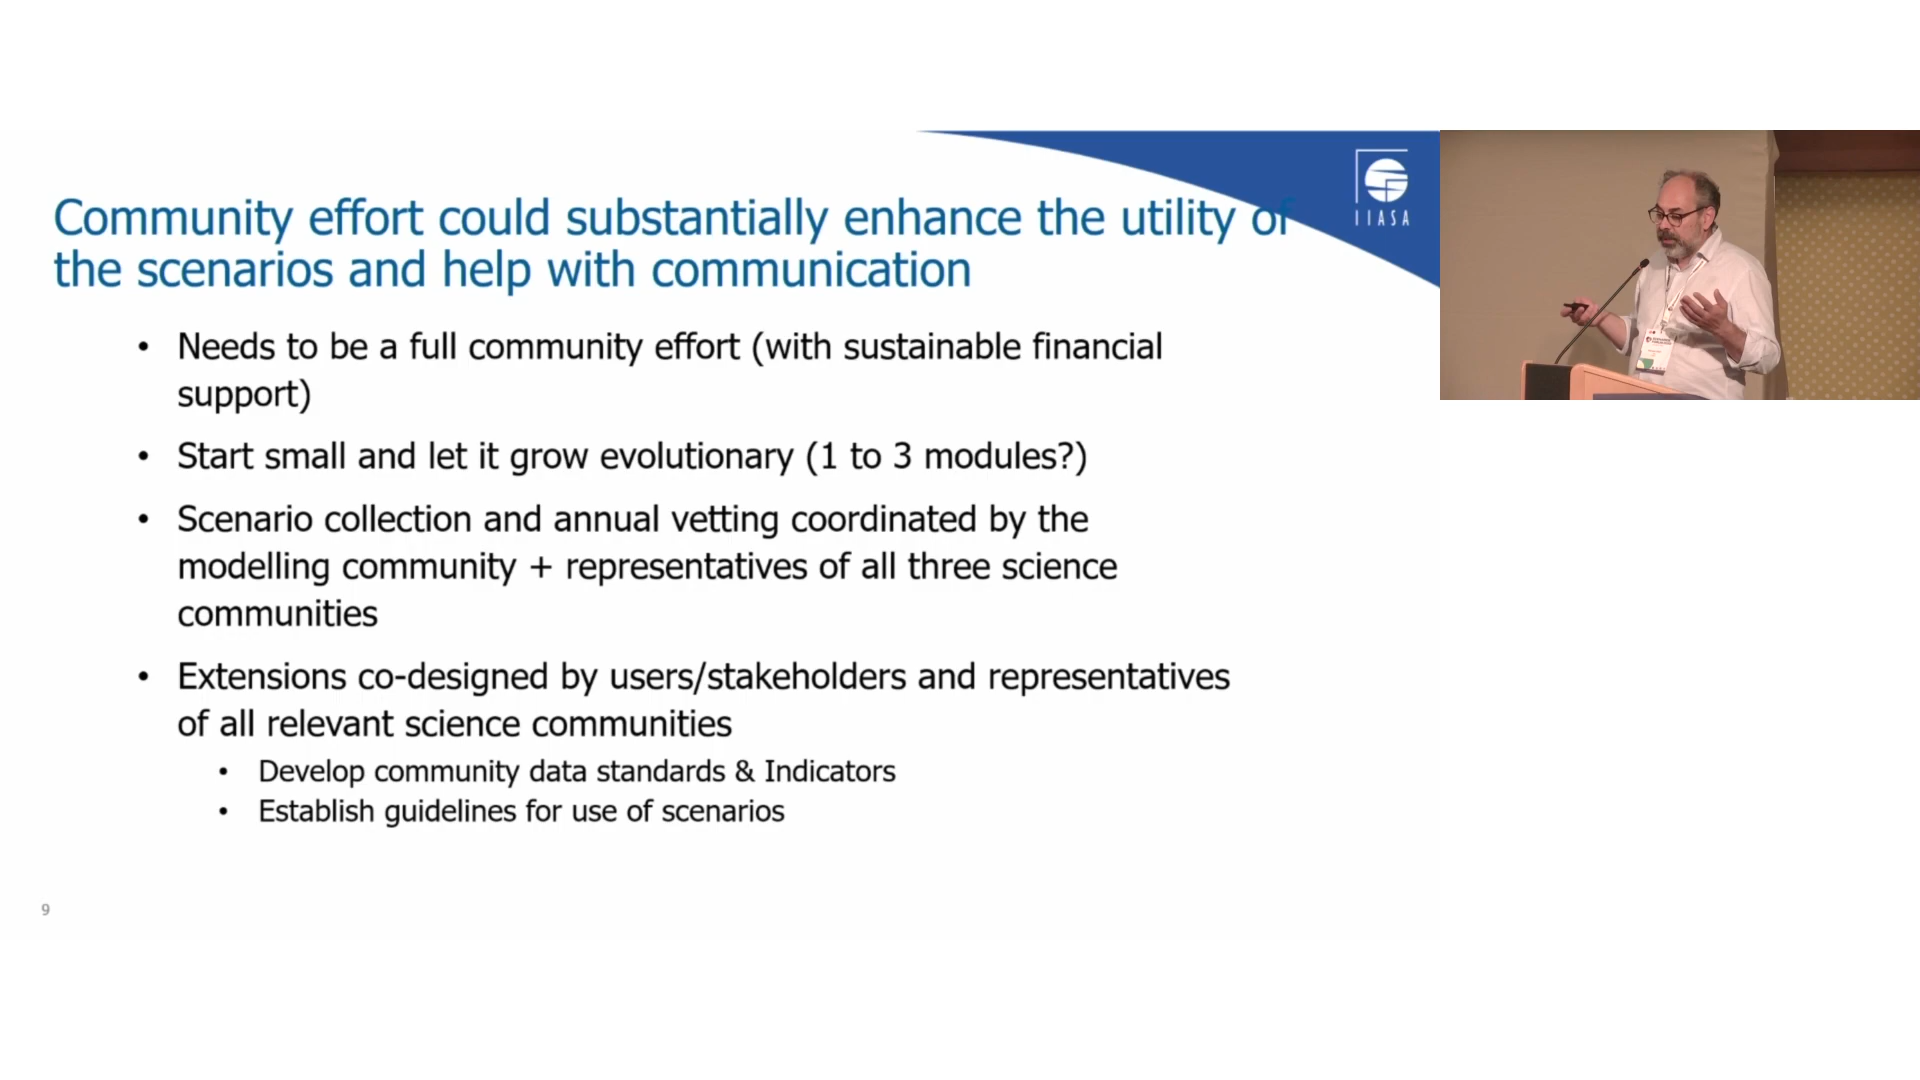 IIASA
Community effort could substantially enhance the utility of
the scenarios and help with communication
• Needs to be a full community effort (with sustainable financial
support)
• Start small and let it grow evolutionary (1 to 3 modules?)
• Scenario collection and annual vetting coordinated by the
modelling community + representatives of all three science
communities
• Extensions co-designed by users/stakeholders and representatives
of all relevant science communities
• Develop community data standards & Indicators
• Establish guidelines for use of scenarios
9